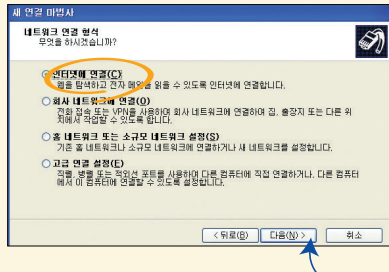 새 연결 마법사
네트워크 연결 형식
무엇을 하시겠습니까?
인터넷에 연결(C)
웹을 탐색하고 전자 메일을 읽을 수 있도록 인터넷에 연결합니다.
회사 네트워크에 연결(O)
전화 접속 또는 VPN을 사용하여 회사 네트워크에 연결하여 집, 출장지 또는 다른 위
치에서 작업할 수 있도록 합니다.
홈 네트워크 또는 소규모 네트워크 설정(S)
기존 홈 네트워크나 소규모 네트워크에 연결하거나 새 네트워크를 설정합니다.
고급 연결 설정(E)
직렬, 병렬 또는 적외선 포트를 사용하여 다른 컴퓨터에 직접 연결하거나, 다른 컴퓨터
에서 이 컴퓨터에 연결할 수 있도록 설정합니다.
< 뒤로(B) 다음(N) > 취소